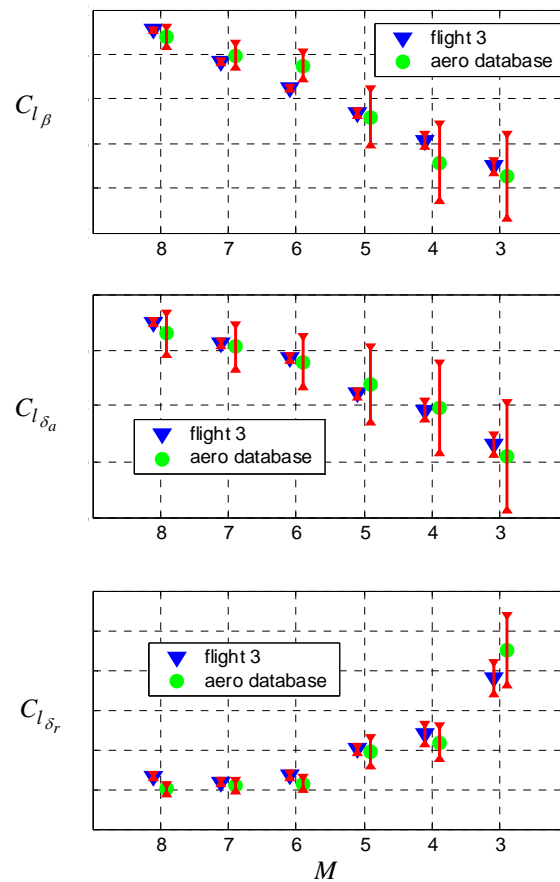 flight 3
aero database
C_{l_β}
8 7 6 5 4 3
C_{l_{δ_a}}
flight 3
aero database
8 7 6 5 4 3
flight 3
aero database
C_{l_{δ_r}}
8 7 6 5 4 3
M